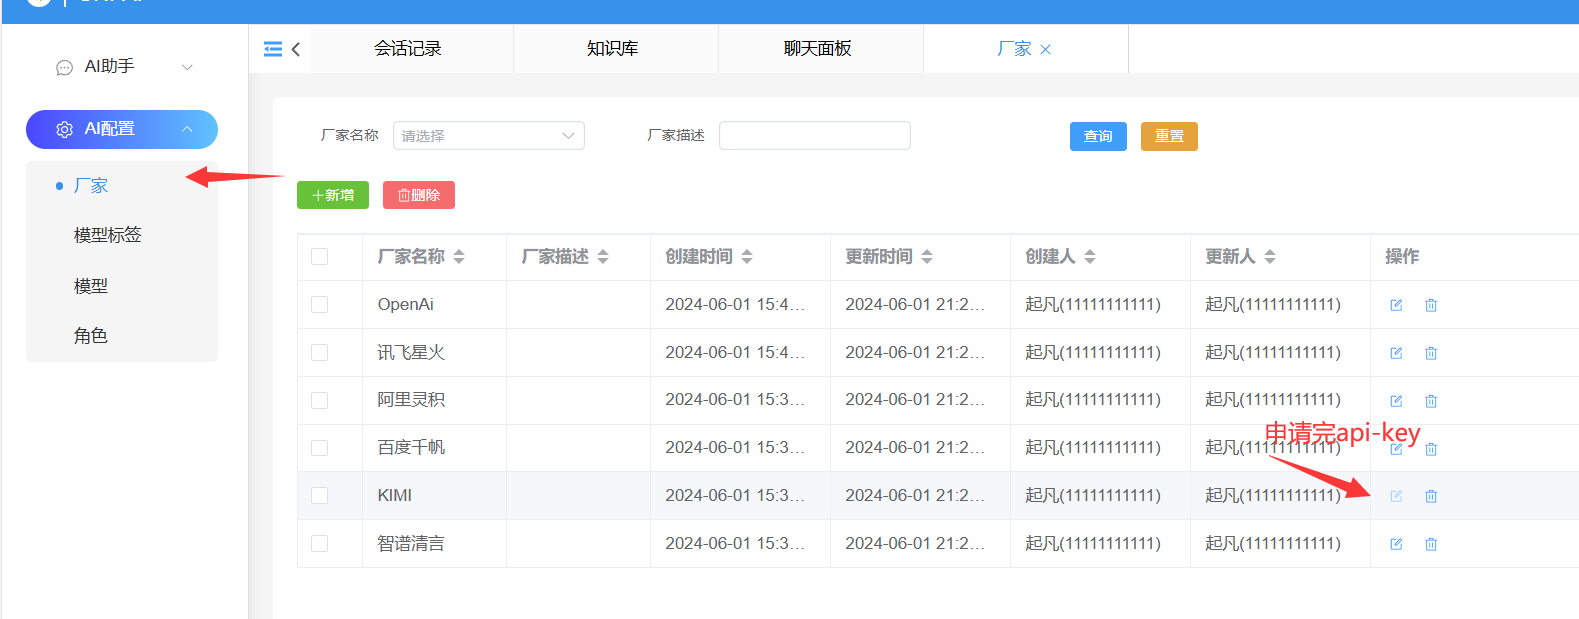 AI助手
会话记录
知识库
聊天面板
厂家
AI配置
厂家
模型标签
模型
角色
厂家名称
请选择
厂家描述
查询
重置
新增
删除
厂家名称 厂家描述 创建时间 更新时间 创建人 更新人 操作
OpenAi 2024-06-01 15:4... 2024-06-01 21:2... 起凡(11111111111) 起凡(11111111111)
讯飞星火 2024-06-01 15:4... 2024-06-01 21:2... 起凡(11111111111) 起凡(11111111111)
阿里灵积 2024-06-01 15:3... 2024-06-01 21:2... 起凡(11111111111) 起凡(11111111111)
申请完api-key
百度千帆 2024-06-01 15:3... 2024-06-01 21:2... 起凡(11111111111) 起凡(11111111111)
KIMI 2024-06-01 15:3... 2024-06-01 21:2... 起凡(11111111111) 起凡(11111111111)
智谱清言 2024-06-01 15:3... 2024-06-01 21:2... 起凡(11111111111) 起凡(11111111111)